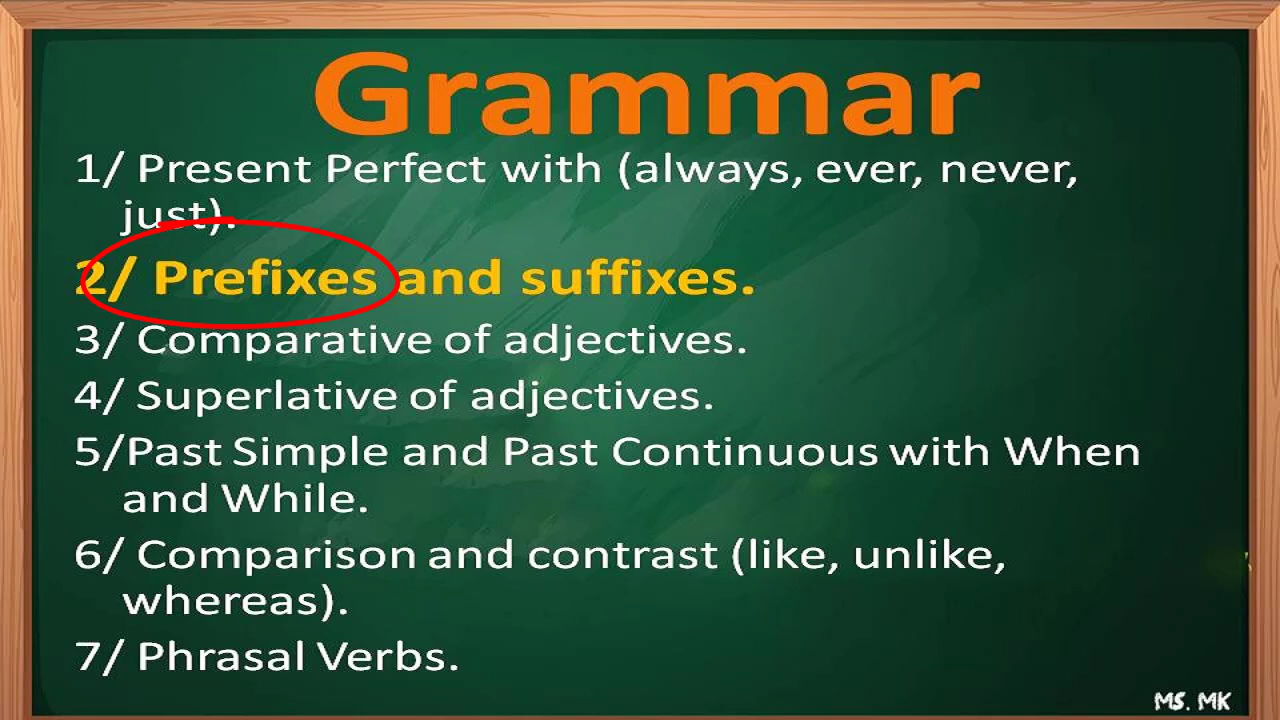 Grammar
1/ Present Perfect with (always, ever, never,
just).
2/ Prefixes and suffixes.
3/ Comparative of adjectives.
4/ Superlative of adjectives.
5/Past Simple and Past Continuous with When
and While.
6/ Comparison and contrast (like, unlike,
whereas).
7/ Phrasal Verbs.
MS. MK